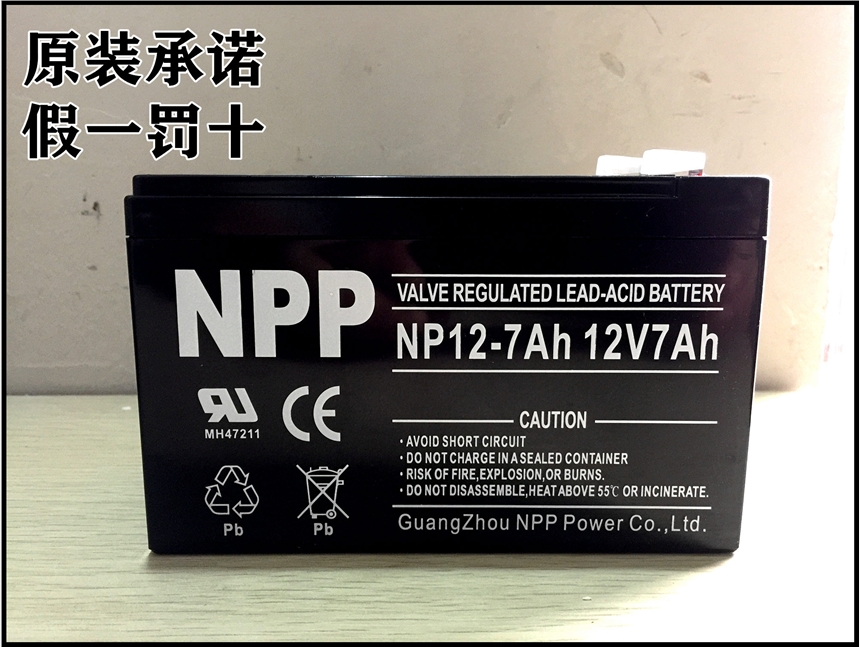 原装承诺
假一罚十
NPP
VALVE REGULATED LEAD-ACID BATTERY
NP12-7Ah 12V7Ah
MH47211
CE
CAUTION
· AVOID SHORT CIRCUIT
· DO NOT CHARGE IN A SEALED CONTAINER
· RISK OF FIRE,EXPLOSION,OR BURNS.
· DO NOT DISASSEMBLE,HEAT ABOVE 55℃ OR INCINERATE.
Pb
Pb
GuangZhou NPP Power Co.,Ltd.